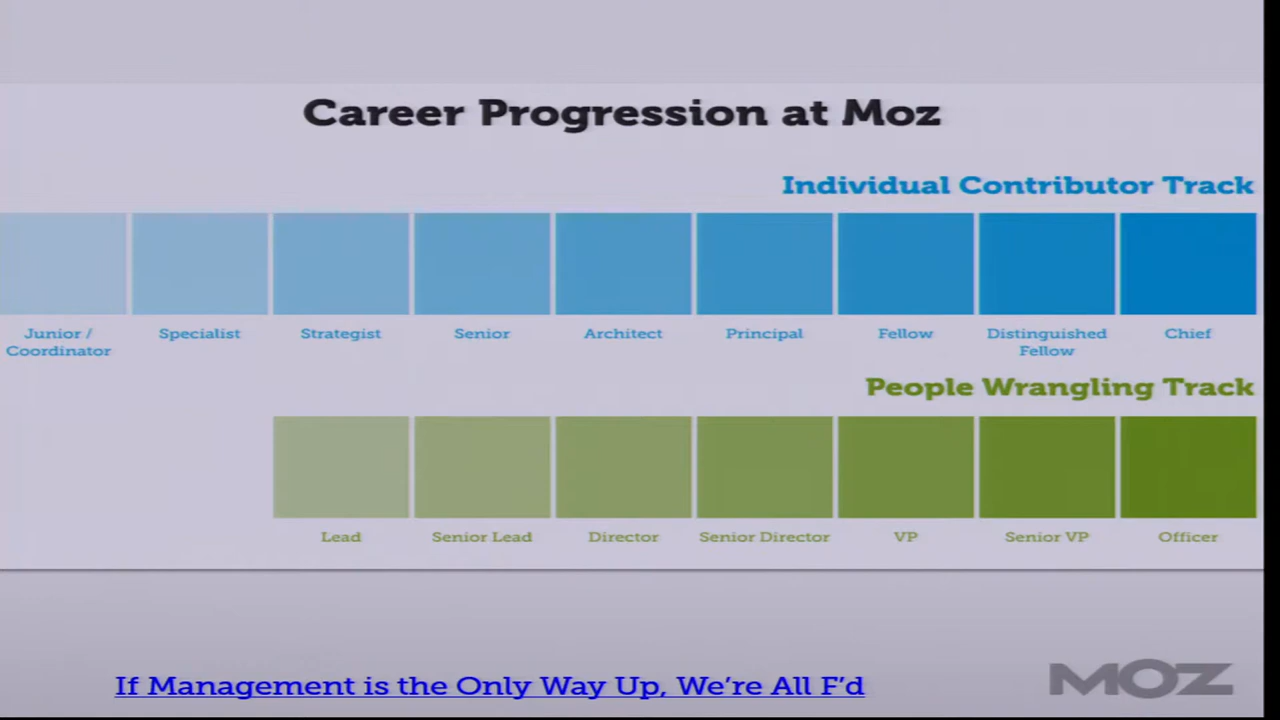 Career Progression at Moz
Individual Contributor Track
Junior / Coordinator
Specialist
Strategist
Senior
Architect
Principal
Fellow
Distinguished Fellow
Chief
People Wrangling Track
Lead
Senior Lead
Director
Senior Director
VP
Senior VP
Officer
If Management is the Only Way Up, We're All F'd
MOZ